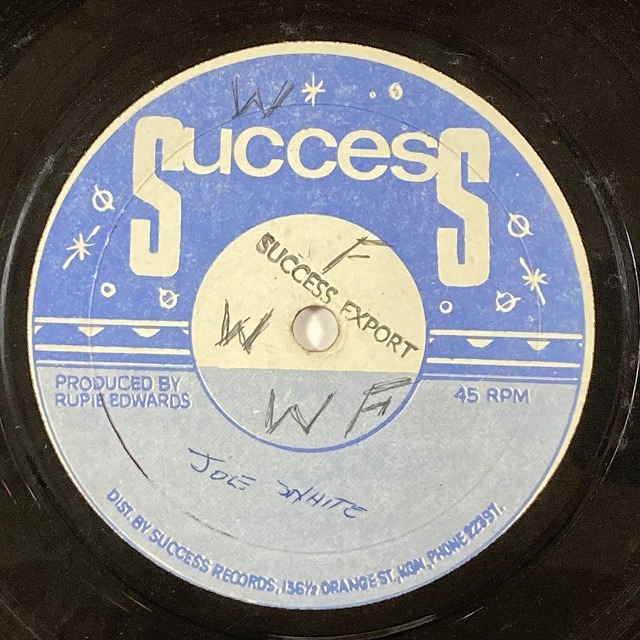 W
SUCCESS
F
SUCCESS EXPORT
W
W F
PRODUCED BY
RUPIE EDWARDS
45 RPM
JOE WHITE
DIST. BY SUCCESS RECORDS, 136½ ORANGE ST., KGN, PHONE 22397.